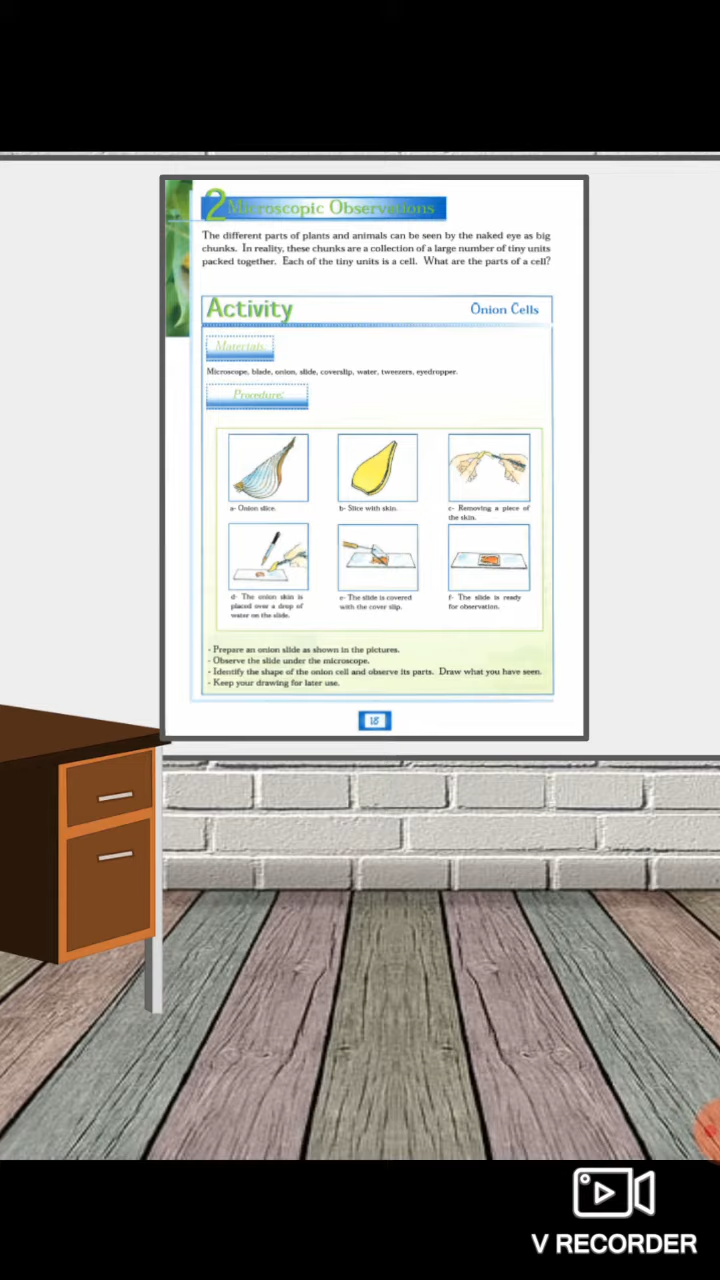 2 Microscopic Observations
The different parts of plants and animals can be seen by the naked eye as big
chunks. In reality, these chunks are a collection of a large number of tiny units
packed together. Each of the tiny units is a cell. What are the parts of a cell?
Activity
Onion Cells
Materials:
Microscope, blade, onion, slide, coverslip, water, tweezers, eyedropper.
Procedure:
a- Onion slice.
b- Slice with skin.
c- Removing a piece of
the skin.
d- The onion skin is
placed over a drop of
water on the slide.
e- The slide is covered
with the cover slip.
f- The slide is ready
for observation.
- Prepare an onion slide as shown in the pictures.
- Observe the slide under the microscope.
- Identify the shape of the onion cell and observe its parts. Draw what you have seen.
- Keep your drawing for later use.
V RECORDER